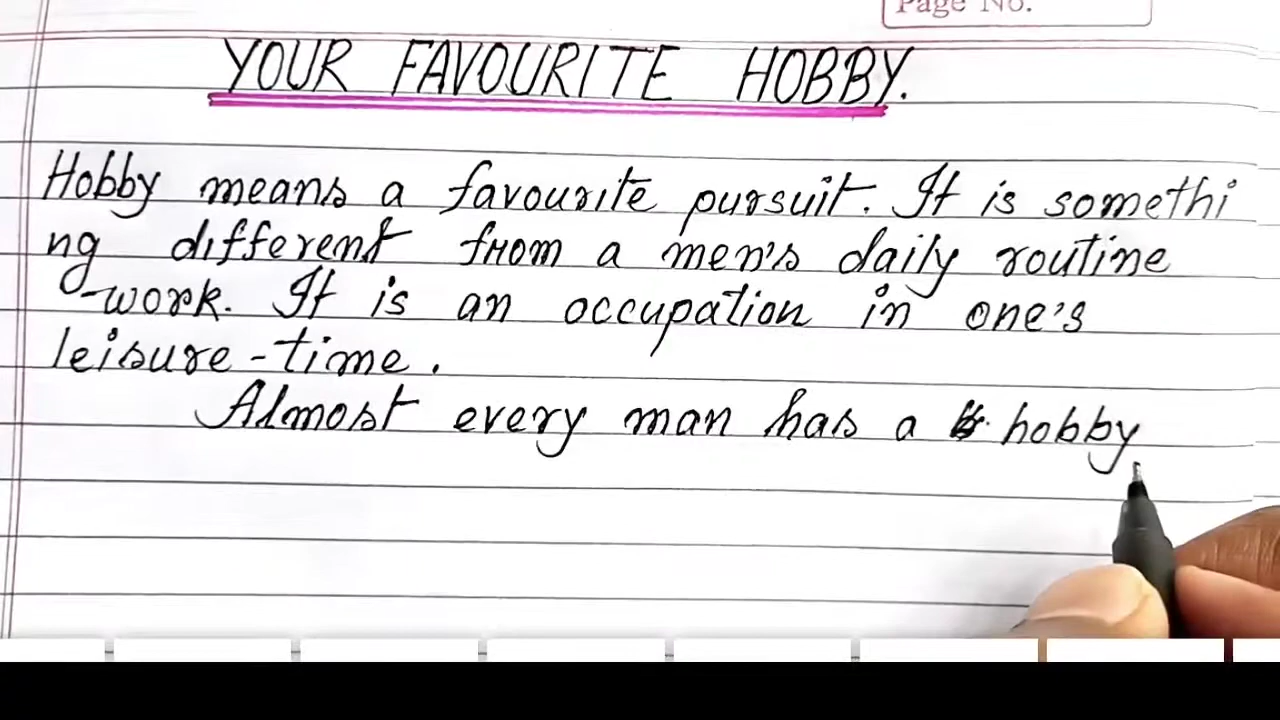 Page No.
YOUR FAVOURITE HOBBY.
Hobby means a favourite pursuit. It is somethi
ng different from a men's daily routine
-work. It is an occupation in one's
leisure-time.
Almost every man has a hobby